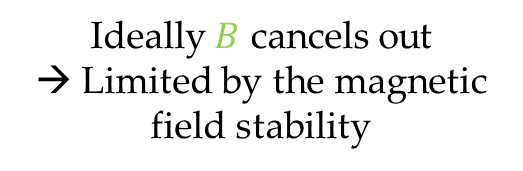 Ideally B cancels out
→ Limited by the magnetic
field stability